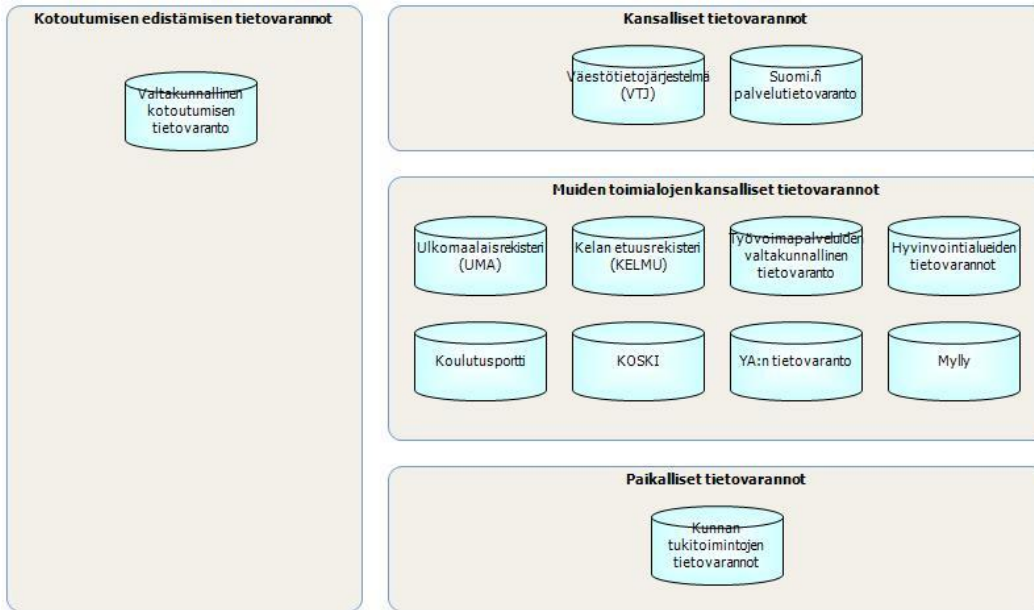 Kotoutumisen edistämisen tietovarannot
Valtakunnallinen
kotoutumisen
tietovaranto
Kansalliset tietovarannot
Väestötietojärjestelmä
(VTJ)
Suomi.fi
palvelutietovaranto
Muiden toimialojen kansalliset tietovarannot
Ulkomaalaisrekisteri
(UMA)
Kelan etuusrekisteri
(KELMU)
Työvoimapalveluiden
valtakunnallinen
tietovaranto
Hyvinvointialueiden
tietovarannot
Koulutusportti
KOSKI
YA:n tietovaranto
Mylly
Paikalliset tietovarannot
Kunnan
tukitoimintojen
tietovarannot